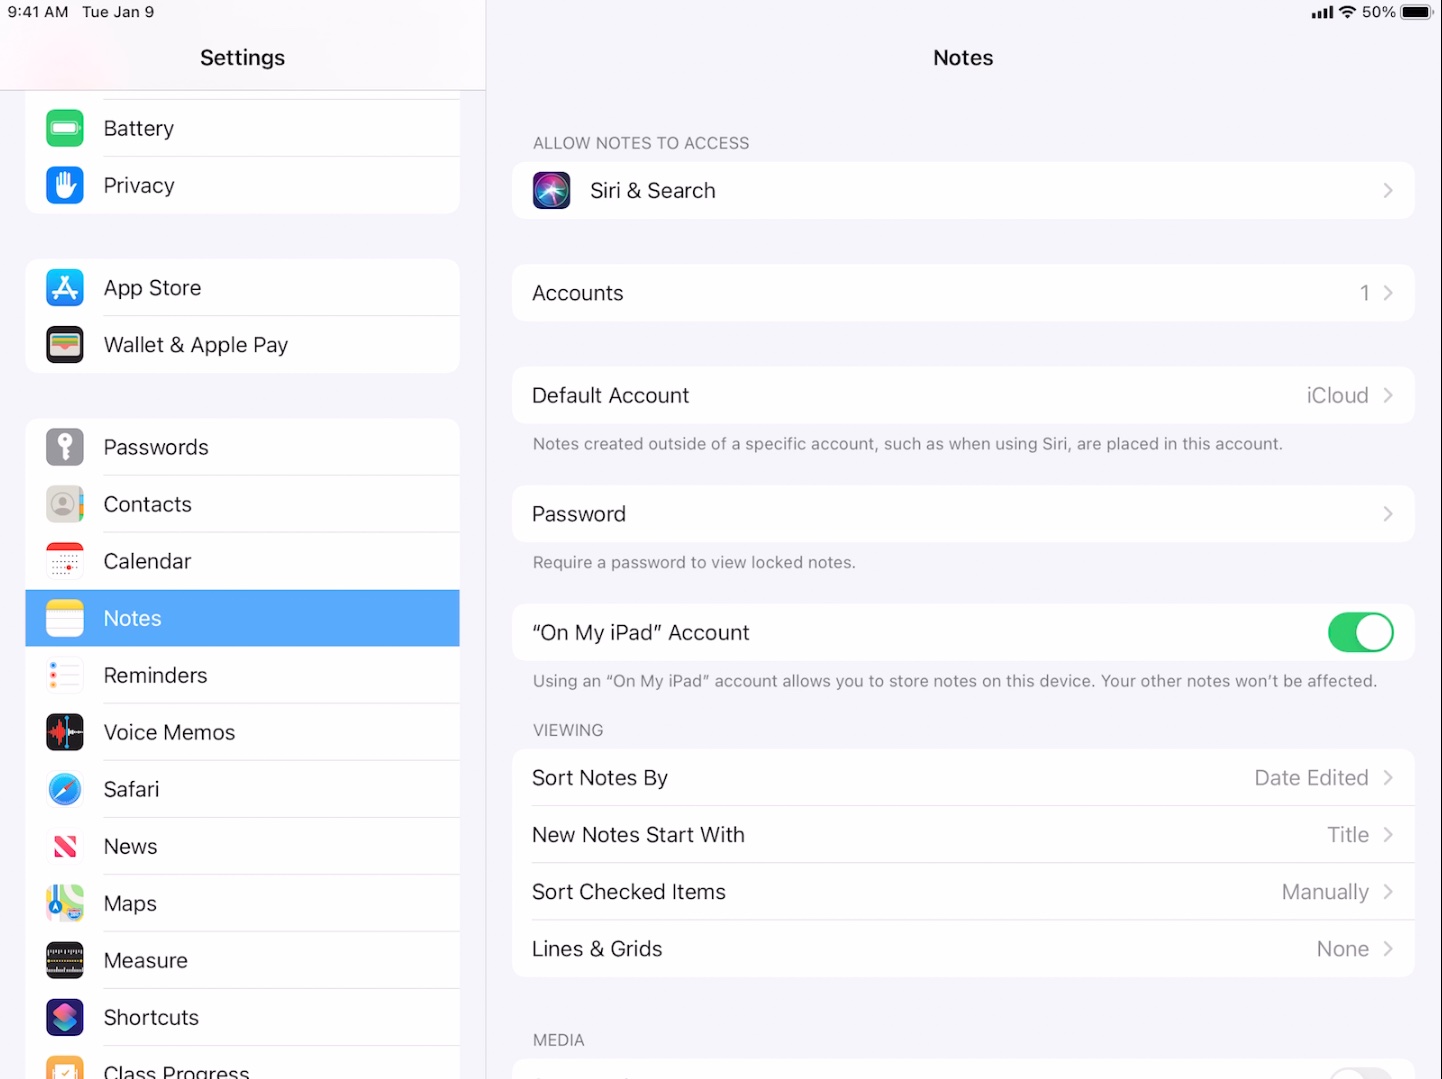 9:41 AM Tue Jan 9
50%
Settings
Notes
Battery
Privacy
App Store
Wallet & Apple Pay
Passwords
Contacts
Calendar
Notes
Reminders
Voice Memos
Safari
News
Maps
Measure
Shortcuts
Class Progress
ALLOW NOTES TO ACCESS
Siri & Search
Accounts 1
Default Account iCloud
Notes created outside of a specific account, such as when using Siri, are placed in this account.
Password
Require a password to view locked notes.
“On My iPad” Account
Using an “On My iPad” account allows you to store notes on this device. Your other notes won’t be affected.
VIEWING
Sort Notes By Date Edited
New Notes Start With Title
Sort Checked Items Manually
Lines & Grids None
MEDIA